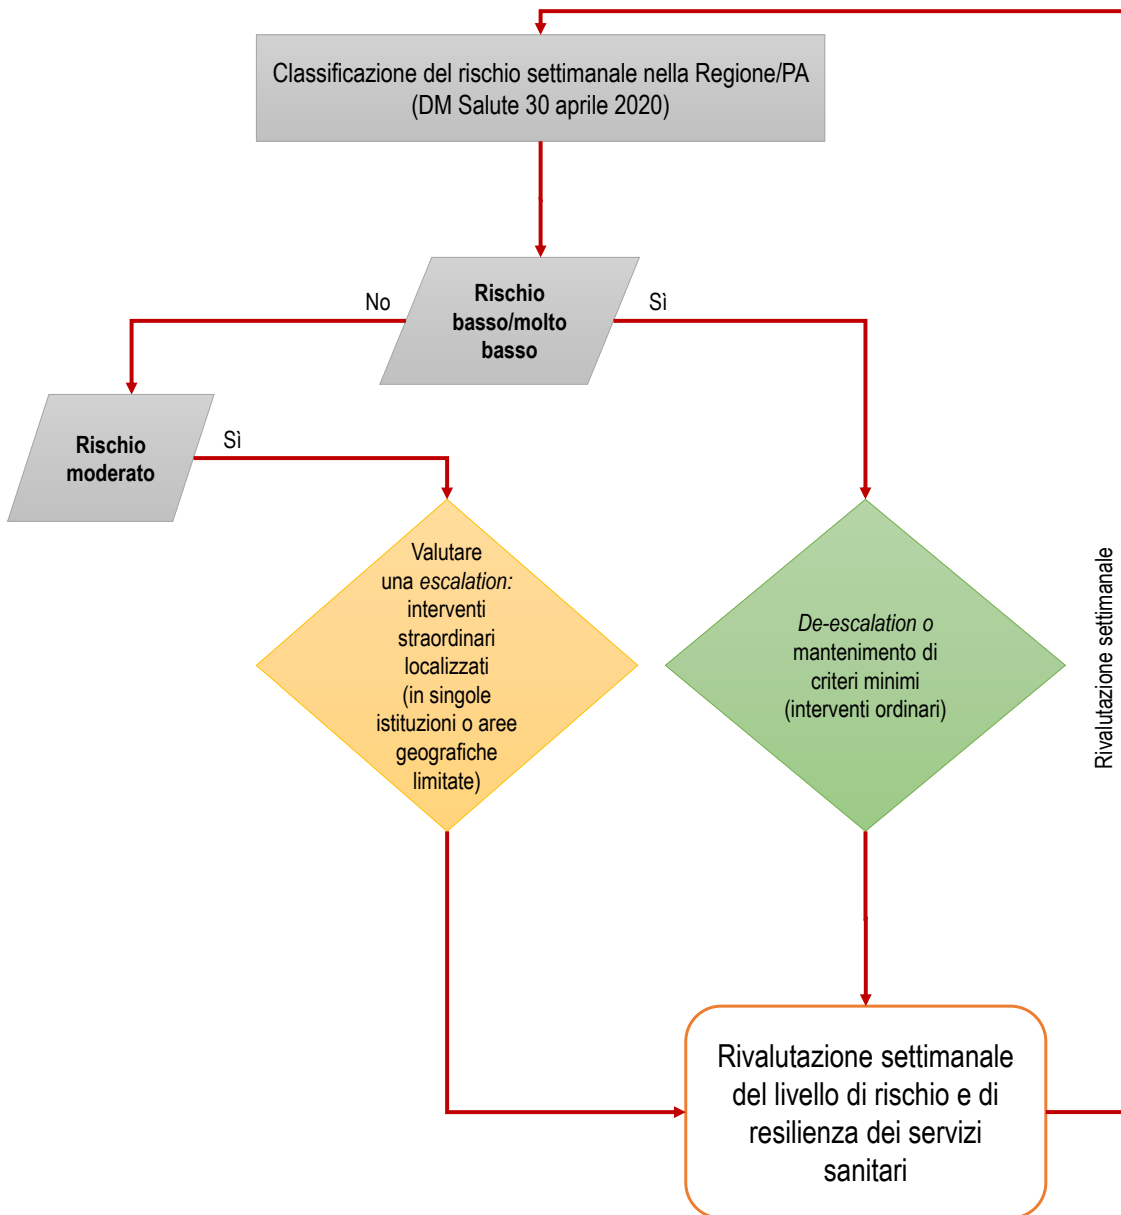 Classificazione del rischio settimanale nella Regione/PA
(DM Salute 30 aprile 2020)
No
Rischio
basso/molto
basso
Sì
Rischio
moderato
Sì
Valutare
una escalation:
interventi
straordinari
localizzati
(in singole
istituzioni o aree
geografiche
limitate)
De-escalation o
mantenimento di
criteri minimi
(interventi ordinari)
Rivalutazione settimanale
Rivalutazione settimanale
del livello di rischio e di
resilienza dei servizi
sanitari